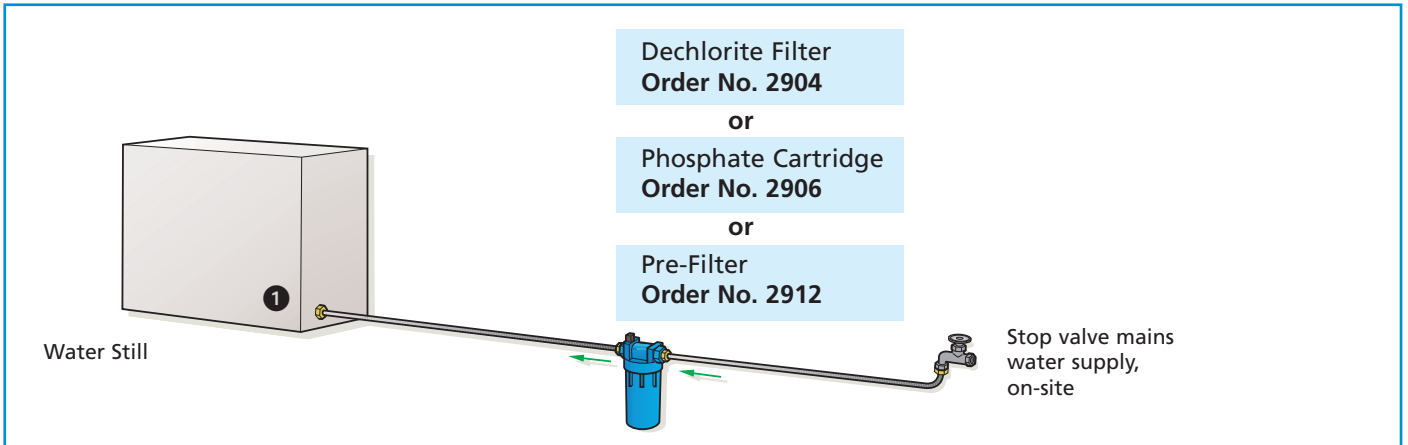 Dechlorite Filter
Order No. 2904
or
Phosphate Cartridge
Order No. 2906
or
Pre-Filter
Order No. 2912
1
Water Still
Stop valve mains
water supply,
on-site